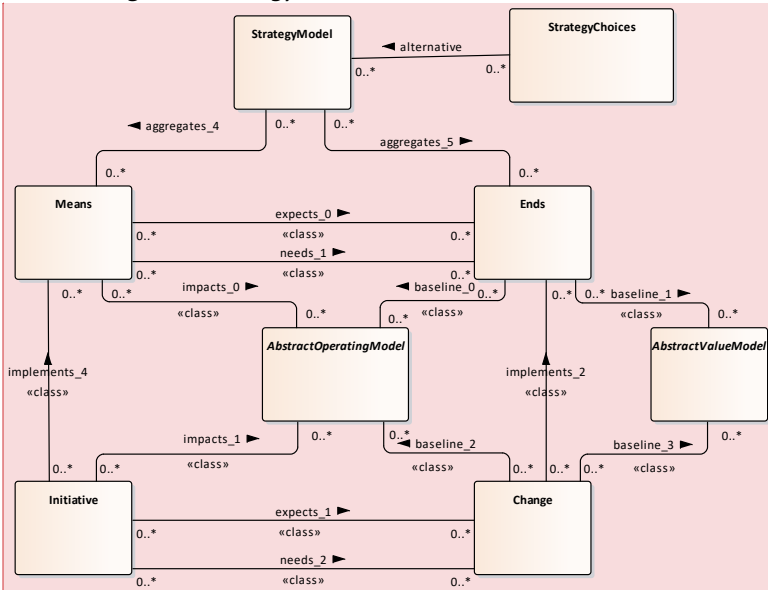 StrategyModel
StrategyChoices
◄ alternative
0..*
0..*
◄ aggregates_4
0..*
0..*
aggregates_5 ►
0..*
0..*
Means
Ends
expects_0 ►
0..*
«class»
0..*
needs_1 ►
0..*
«class»
0..*
0..*
0..*
impacts_0 ►
«class»
0..*
◄ baseline_0
0..*
«class»
0..*
0..*
0..*
baseline_1 ►
«class»
0..*
AbstractOperatingModel
AbstractValueModel
implements_4
«class»
implements_2
«class»
impacts_1 ►
0..*
«class»
0..*
◄ baseline_2
«class»
baseline_3 ►
0..*
«class»
0..*
0..*
0..*
0..*
0..*
Initiative
Change
expects_1 ►
0..*
«class»
0..*
needs_2 ►
0..*
«class»
0..*